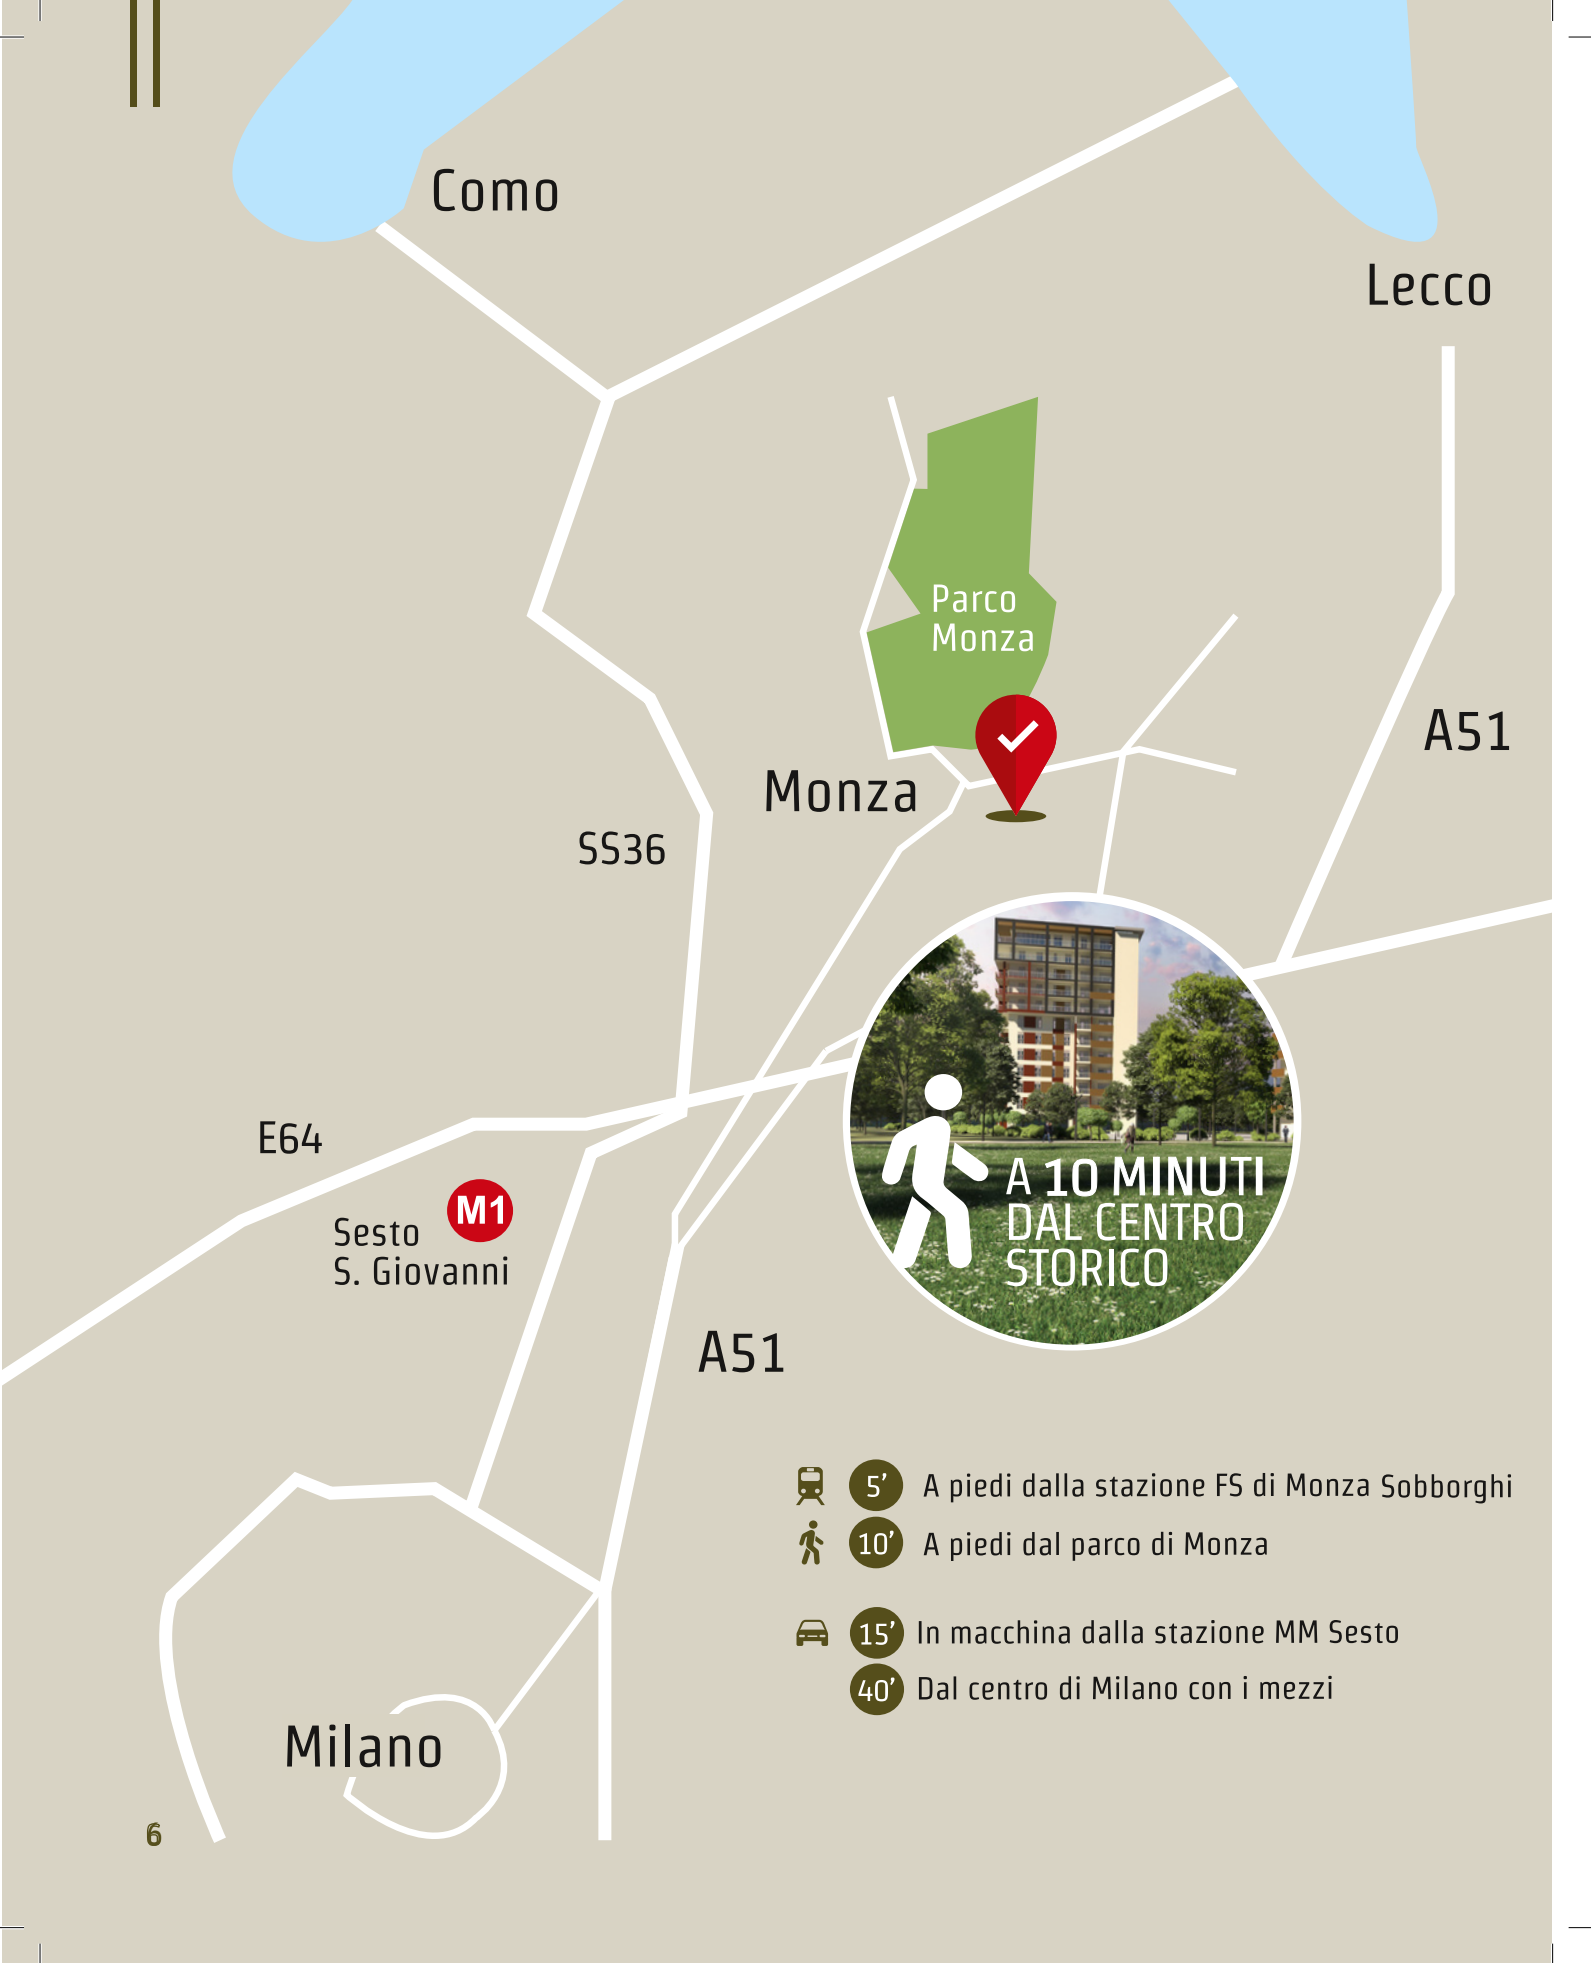 Como
Lecco
Parco
Monza
A51
Monza
SS36
E64
M1
Sesto
S. Giovanni
A 10 MINUTI
DAL CENTRO
STORICO
A51
5’ A piedi dalla stazione FS di Monza Sobborghi
10’ A piedi dal parco di Monza
15’ In macchina dalla stazione MM Sesto
40’ Dal centro di Milano con i mezzi
Milano
6